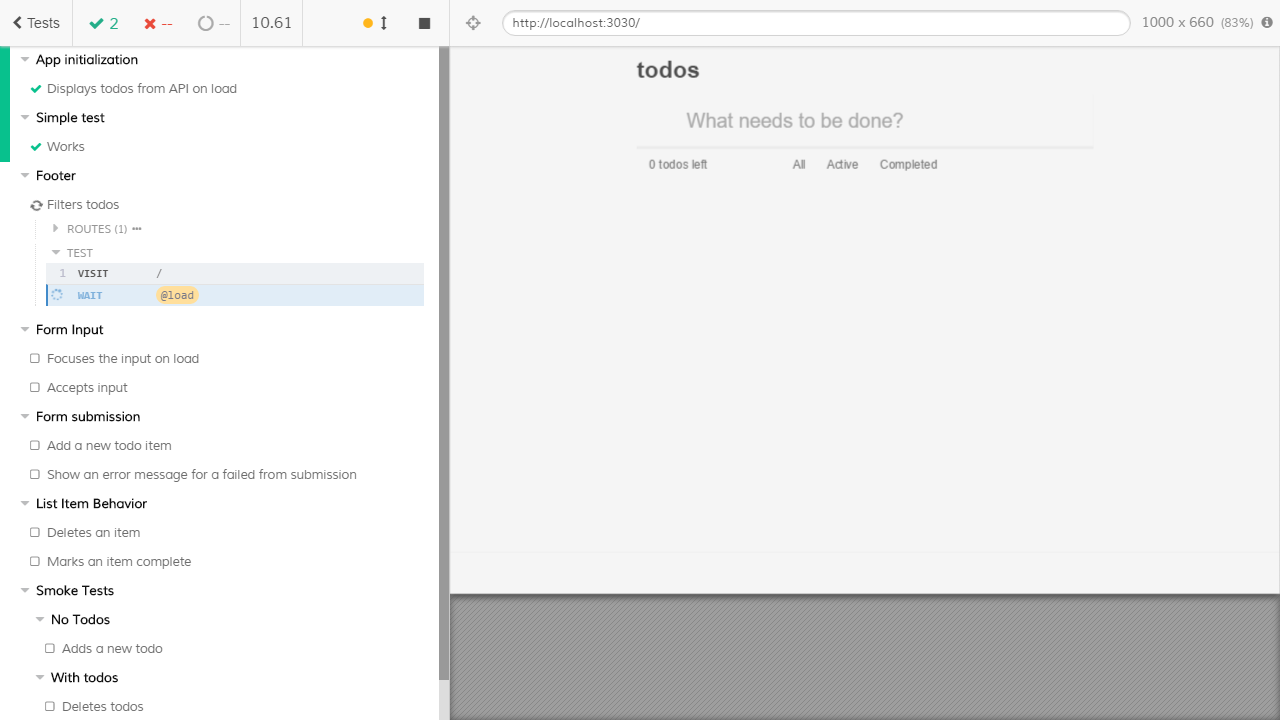 Tests 2 -- -- 10.61
http://localhost:3030/ 1000 x 660 (83%)
App initialization
Displays todos from API on load
Simple test
Works
Footer
Filters todos
ROUTES (1)
TEST
1 VISIT /
WAIT @load
Form Input
Focuses the input on load
Accepts input
Form submission
Add a new todo item
Show an error message for a failed from submission
List Item Behavior
Deletes an item
Marks an item complete
Smoke Tests
No Todos
Adds a new todo
With todos
Deletes todos
todos
What needs to be done?
0 todos left All Active Completed